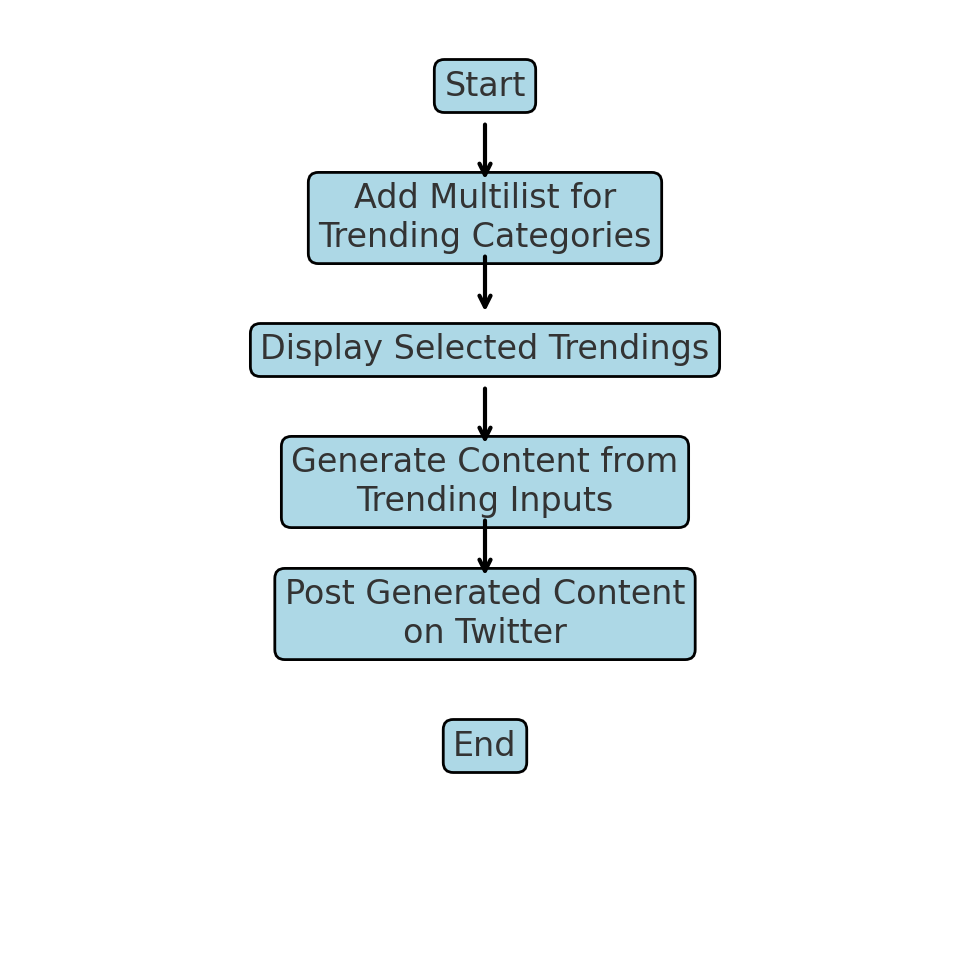 Start
Add Multilist for
Trending Categories
Display Selected Trendings
Generate Content from
Trending Inputs
Post Generated Content
on Twitter
End